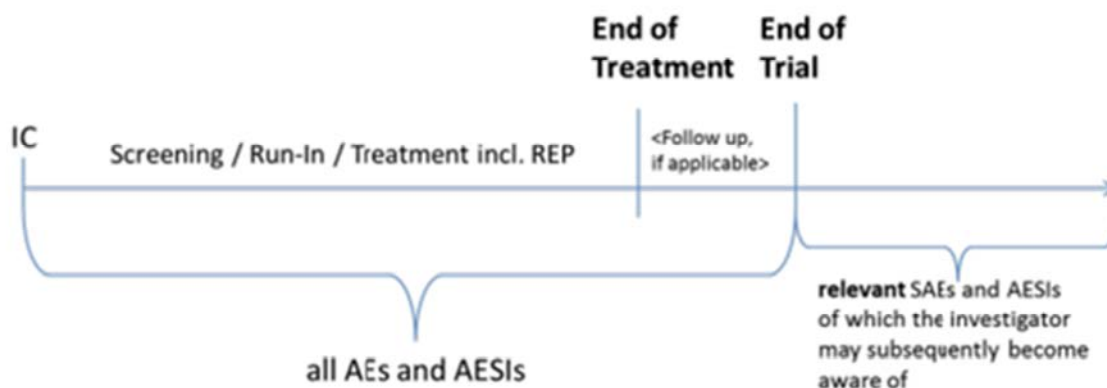 End of
Treatment
End of
Trial
IC
Screening / Run-In / Treatment incl. REP
<Follow up,
if applicable>
all AEs and AESIs
relevant SAEs and AESIs
of which the investigator
may subsequently become
aware of